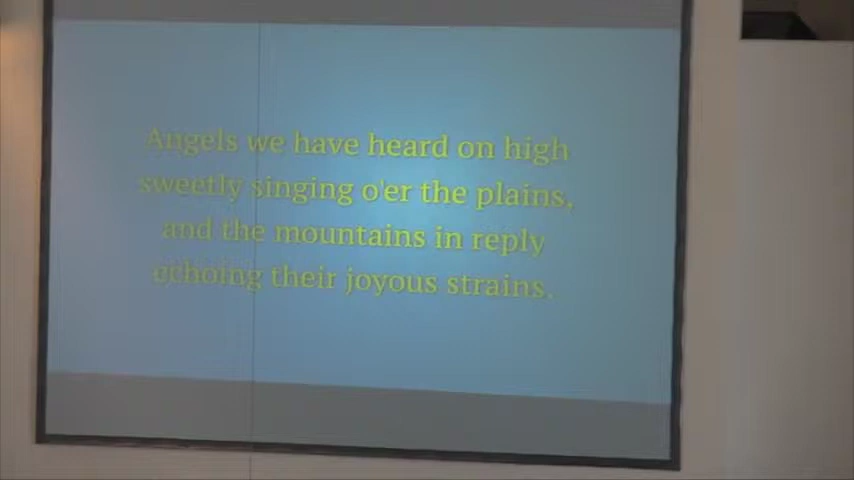 Angels we have heard on high
sweetly singing o'er the plains,
and the mountains in reply
echoing their joyous strains.